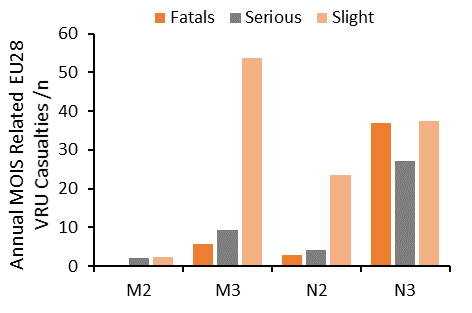 Fatals Serious Slight
Annual MOIS Related EU28
VRU Casualties /n
60
50
40
30
20
10
0
M2 M3 N2 N3